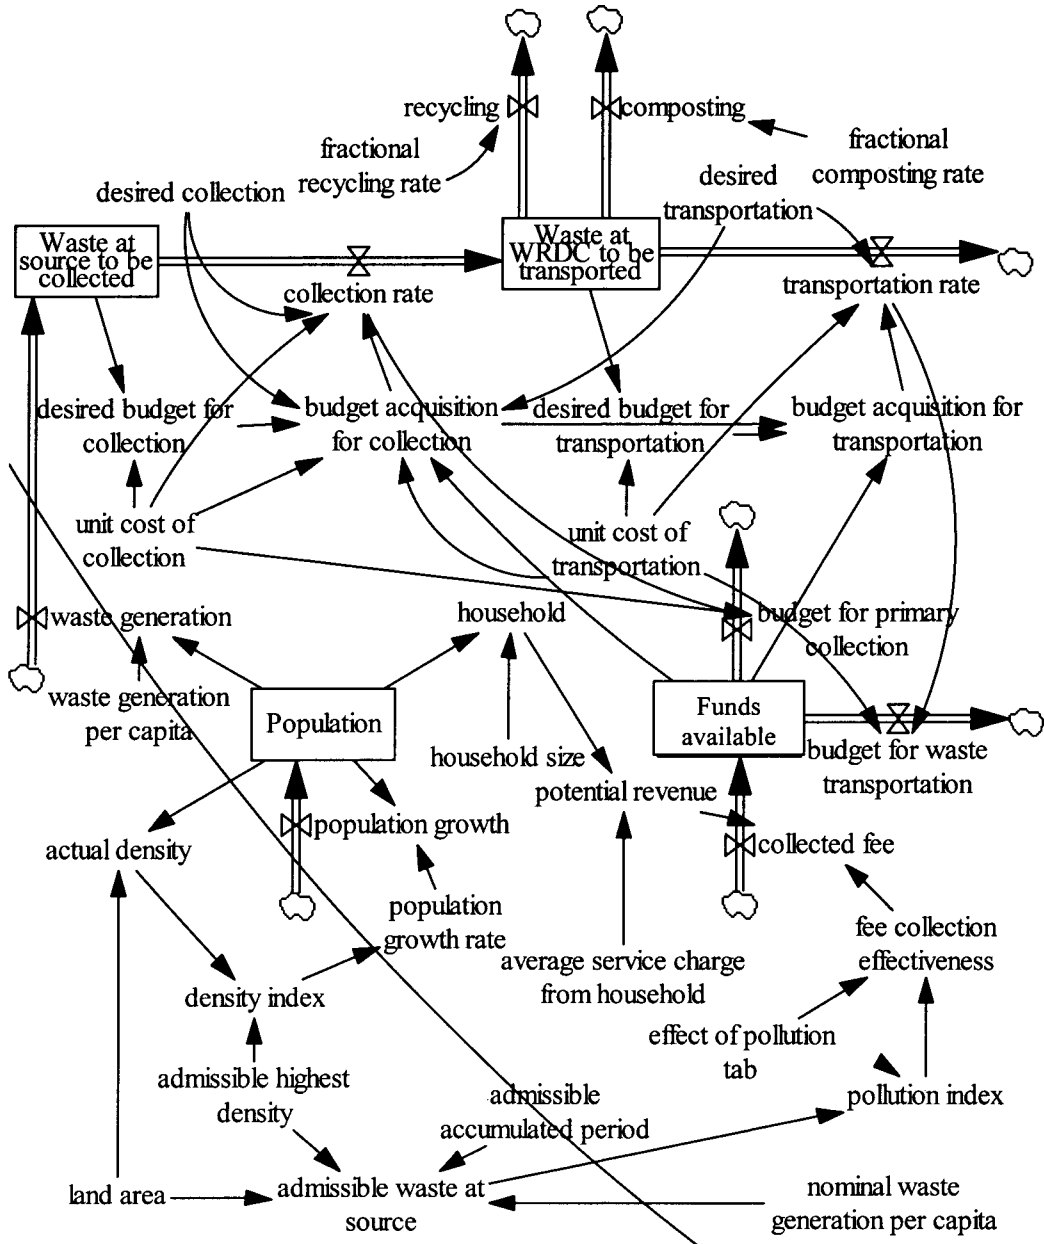 recycling
composting
fractional
recycling rate
fractional
composting rate
desired collection
desired
transportation
Waste at
source to be
collected
Waste at
WRDC to be
transported
collection rate
transportation rate
desired budget for
collection
budget acquisition
for collection
desired budget for
transportation
budget acquisition for
transportation
unit cost of
collection
unit cost of
transportation
waste generation
household
budget for primary
collection
waste generation
per capita
Population
Funds
available
household size
budget for waste
transportation
potential revenue
population growth
collected fee
actual density
population
growth rate
fee collection
effectiveness
average service charge
from household
density index
effect of pollution
tab
admissible highest
density
admissible
accumulated period
pollution index
land area
admissible waste at
source
nominal waste
generation per capita